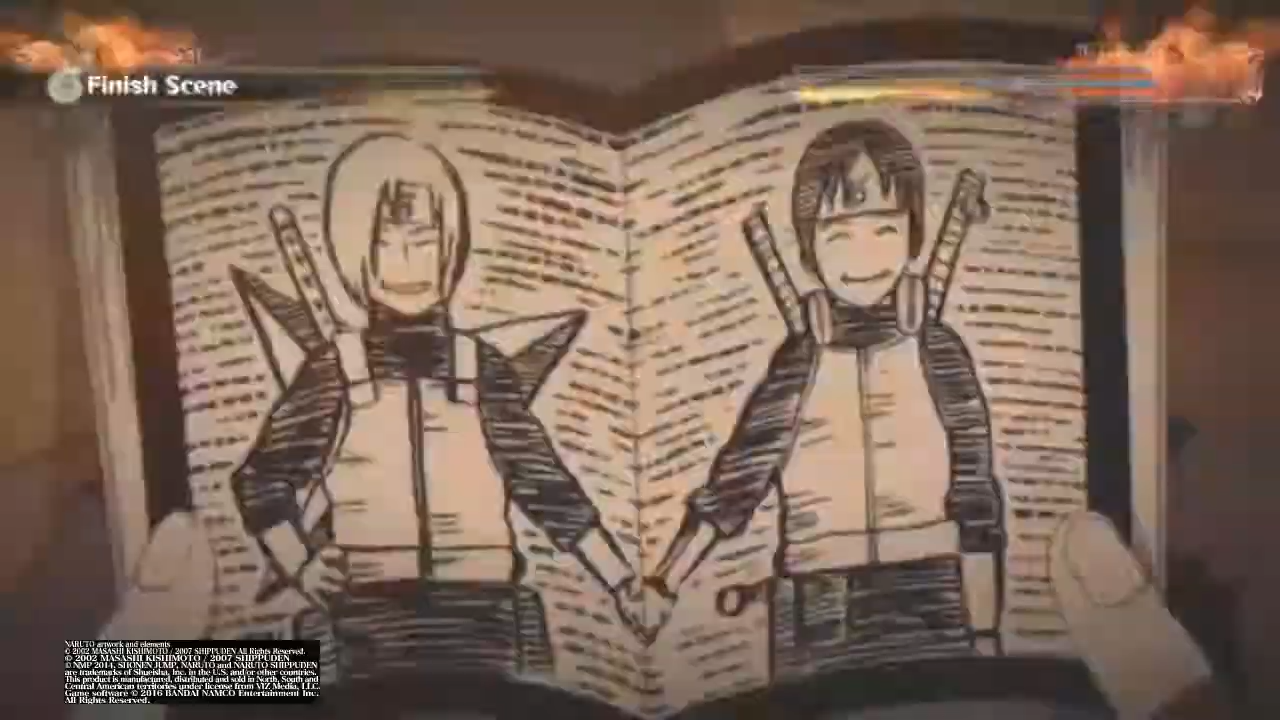 Finish Scene
NARUTO artwork and elements
© 2002 MASASHI KISHIMOTO / 2007 SHIPPUDEN All Rights Reserved.
© 2002 MASASHI KISHIMOTO / 2007 SHIPPUDEN
© NMP 2014. SHONEN JUMP, NARUTO and NARUTO SHIPPUDEN
are trademarks of Shueisha, Inc. in the U.S. and/or other countries.
This product is manufactured, distributed and sold in North, South and
Central American territories under license from VIZ Media, LLC.
Game software © 2016 BANDAI NAMCO Entertainment Inc.
All Rights Reserved.